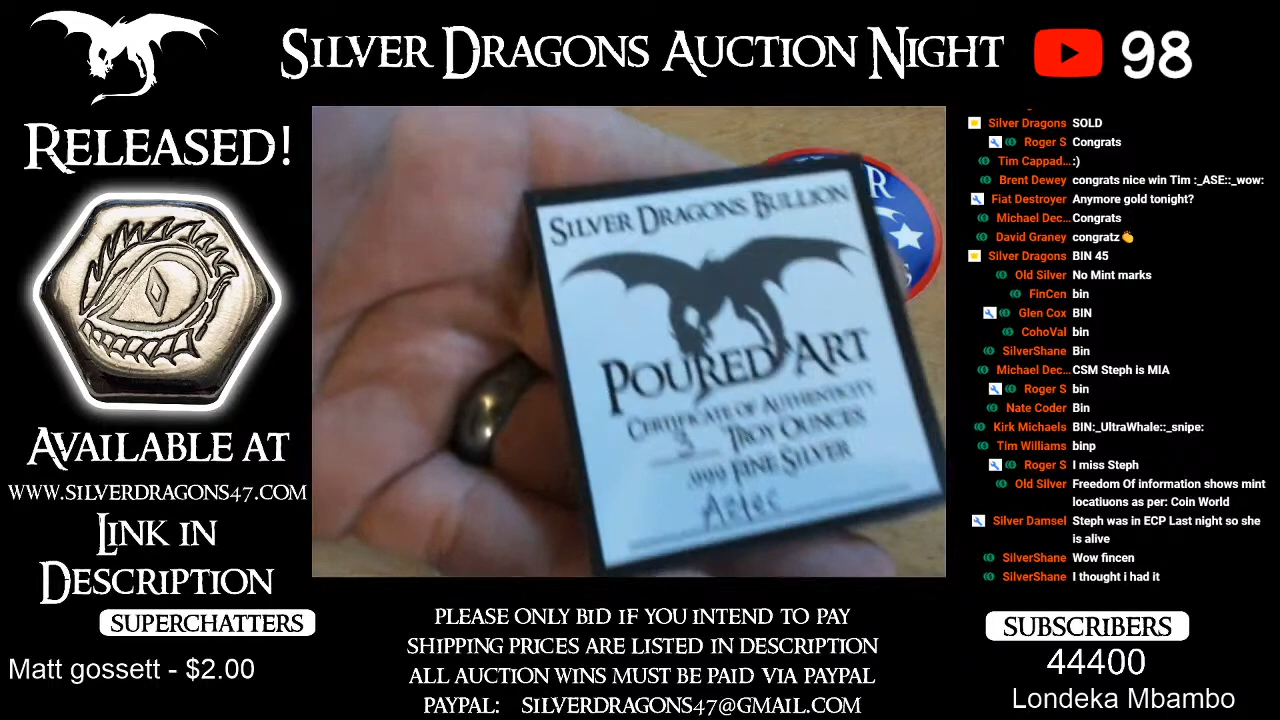 SILVER DRAGONS AUCTION NIGHT
98
RELEASED!
AVAILABLE AT
WWW.SILVERDRAGONS47.COM
LINK IN
DESCRIPTION
SUPERCHATTERS
Matt gossett - $2.00
SILVER DRAGONS BULLION
POURED ART
CERTIFICATE OF AUTHENTICITY
3 TROY OUNCES
.999 FINE SILVER
Aztec
R
Silver Dragons SOLD
Roger S Congrats
Tim Cappad... :)
Brent Dewey congrats nice win Tim :_ASE::_wow:
Fiat Destroyer Anymore gold tonight?
Michael Dec... Congrats
David Graney congratz👏
Silver Dragons BIN 45
Old Silver No Mint marks
FinCen bin
Glen Cox BIN
CohoVal bin
SilverShane Bin
Michael Dec... CSM Steph is MIA
Roger S bin
Nate Coder Bin
Kirk Michaels BIN:_UltraWhale::_snipe:
Tim Williams binp
Roger S I miss Steph
Old Silver Freedom Of information shows mint
locatluons as per: Coin World
Silver Damsel Steph was in ECP Last night so she
is alive
SilverShane Wow fincen
SilverShane I thought i had it
PLEASE ONLY BID IF YOU INTEND TO PAY
SHIPPING PRICES ARE LISTED IN DESCRIPTION
ALL AUCTION WINS MUST BE PAID VIA PAYPAL
PAYPAL: SILVERDRAGONS47@GMAIL.COM
SUBSCRIBERS
44400
Londeka Mbambo